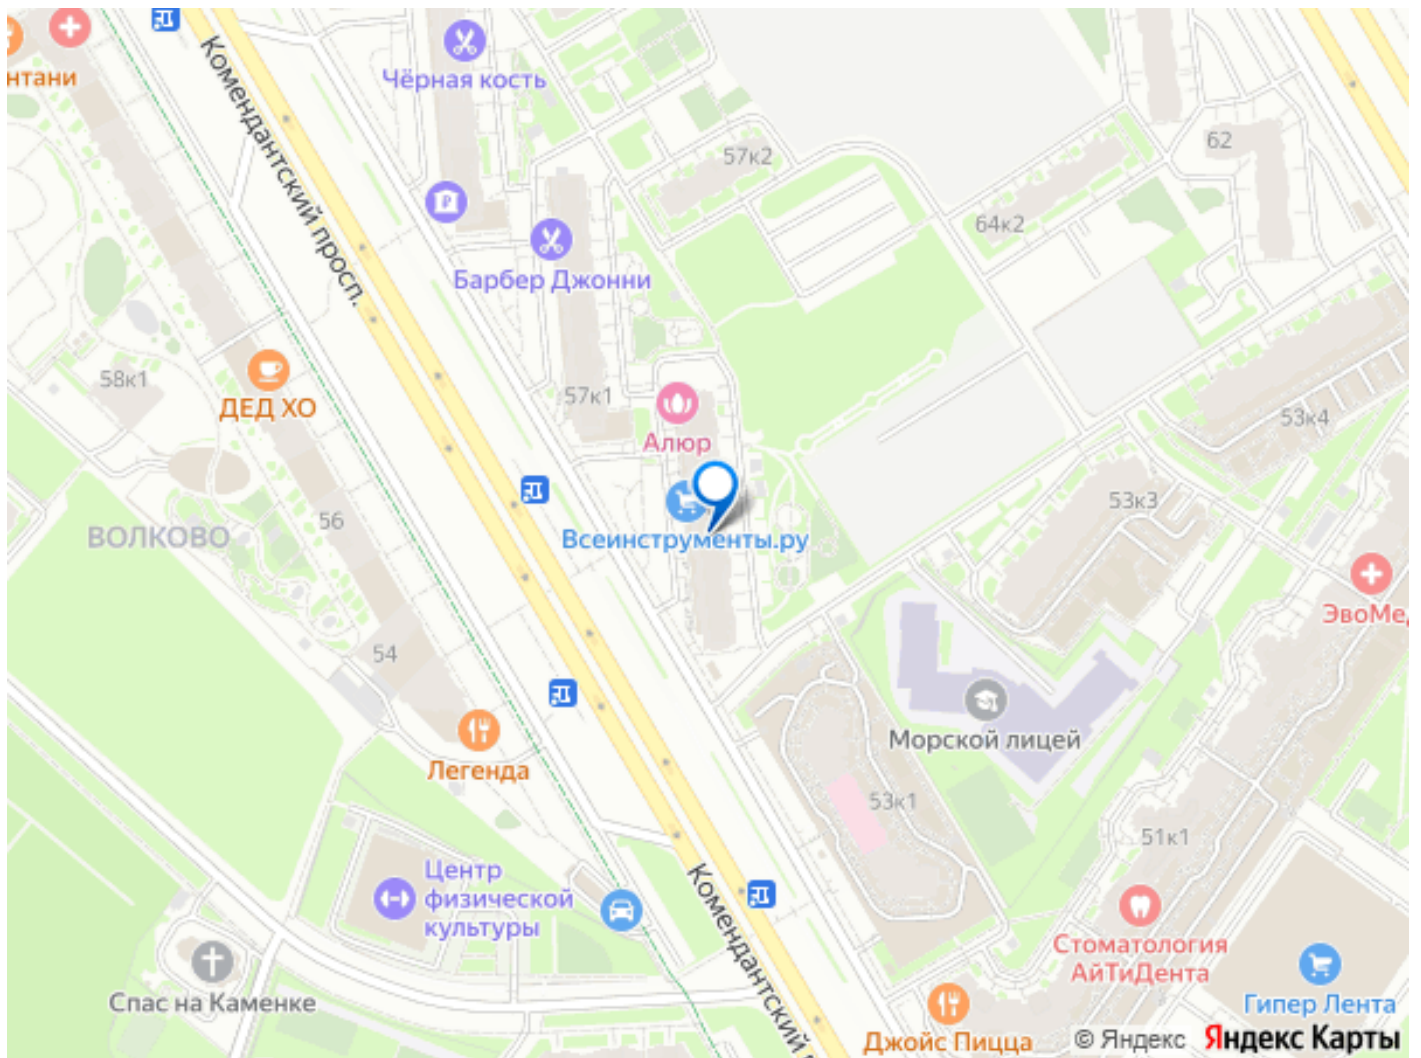 нтани
Чёрная кость
Комендантский просп.
57к2
62
64к2
Барбер Джонни
58к1
ДЕД ХО
57к1
Алюр
53к4
53к3
56
ВОЛКОВО
Всеинструменты.ру
ЭвоМед
54
Морской лицей
Легенда
53к1
51к1
Центр
физической
культуры
Комендантский
Стоматология
АйТиДента
Спас на Каменке
Гипер Лента
Джойс Пицца
© Яндекс Яндекс Карты